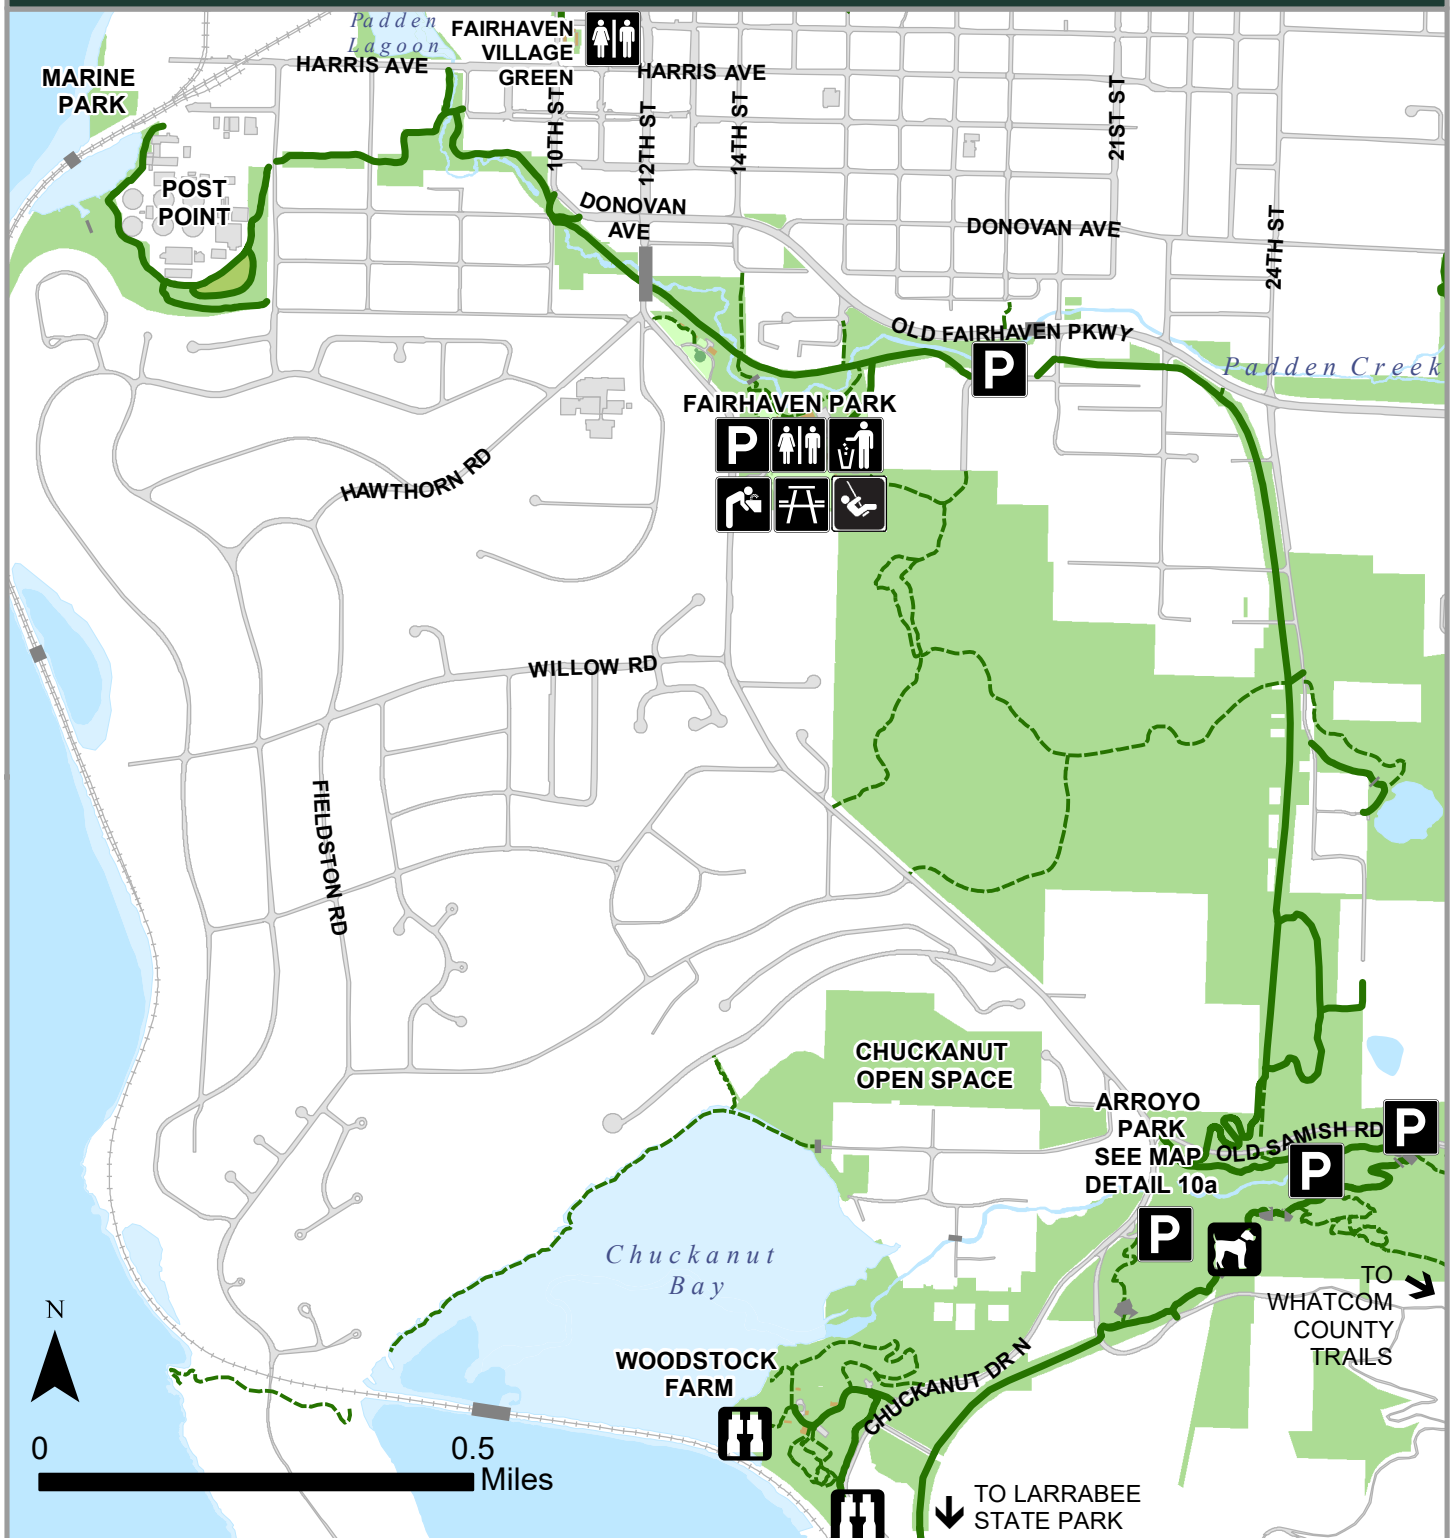 Padden
Lagoon
FAIRHAVEN
VILLAGE
GREEN
MARINE
PARK
HARRIS AVE
HARRIS AVE
10TH ST
12TH ST
14TH ST
21ST ST
24TH ST
POST
POINT
DONOVAN
AVE
DONOVAN AVE
OLD FAIRHAVEN PKWY
P
Padden Creek
FAIRHAVEN PARK
P
HAWTHORN RD
WILLOW RD
FIELDSTON RD
CHUCKANUT
OPEN SPACE
ARROYO
PARK
SEE MAP
DETAIL 10a
OLD SAMISH RD
P
P
P
Chuckanut
Bay
TO
WHATCOM
COUNTY
TRAILS
N
WOODSTOCK
FARM
CHUCKANUT DR N
0
0.5
Miles
TO LARRABEE
STATE PARK